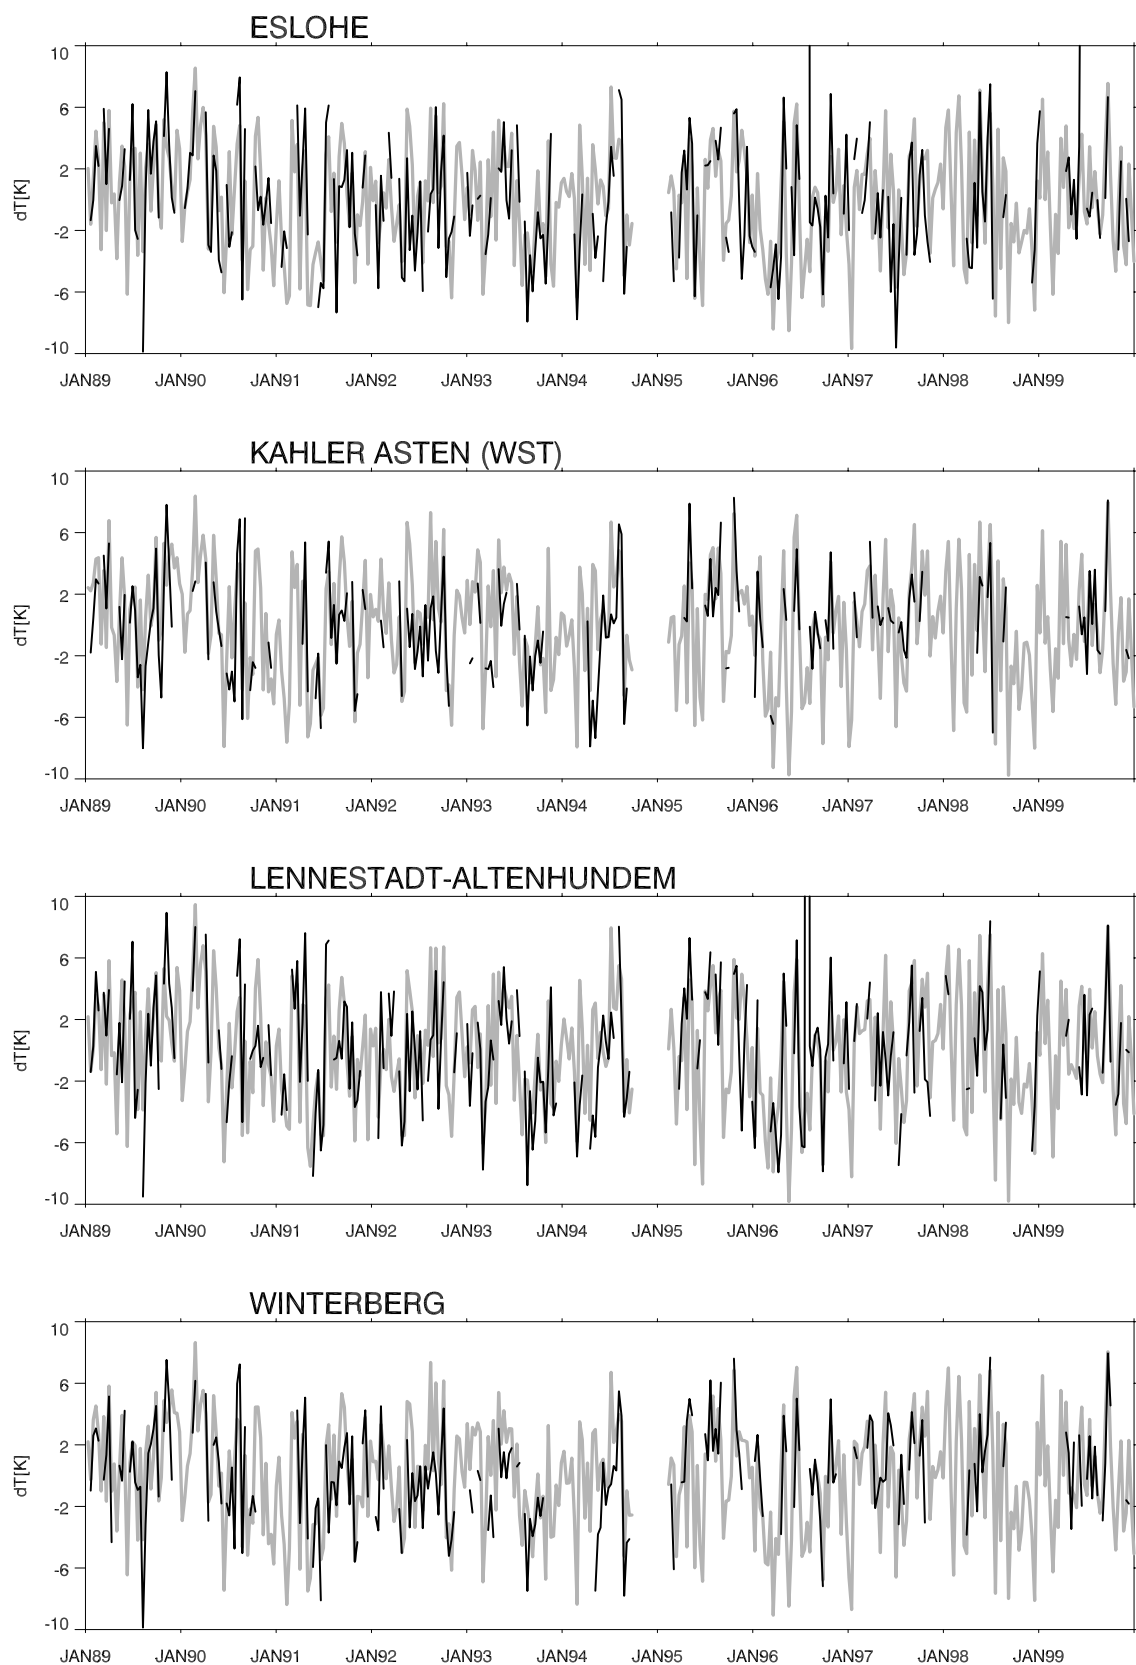 ESLOHE
10
6
2
-2
-6
-10
dT[K]
JAN89 JAN90 JAN91 JAN92 JAN93 JAN94 JAN95 JAN96 JAN97 JAN98 JAN99
KAHLER ASTEN (WST)
10
6
2
-2
-6
-10
dT[K]
JAN89 JAN90 JAN91 JAN92 JAN93 JAN94 JAN95 JAN96 JAN97 JAN98 JAN99
LENNESTADT-ALTENHUNDEM
10
6
2
-2
-6
-10
dT[K]
JAN89 JAN90 JAN91 JAN92 JAN93 JAN94 JAN95 JAN96 JAN97 JAN98 JAN99
WINTERBERG
10
6
2
-2
-6
-10
dT[K]
JAN89 JAN90 JAN91 JAN92 JAN93 JAN94 JAN95 JAN96 JAN97 JAN98 JAN99